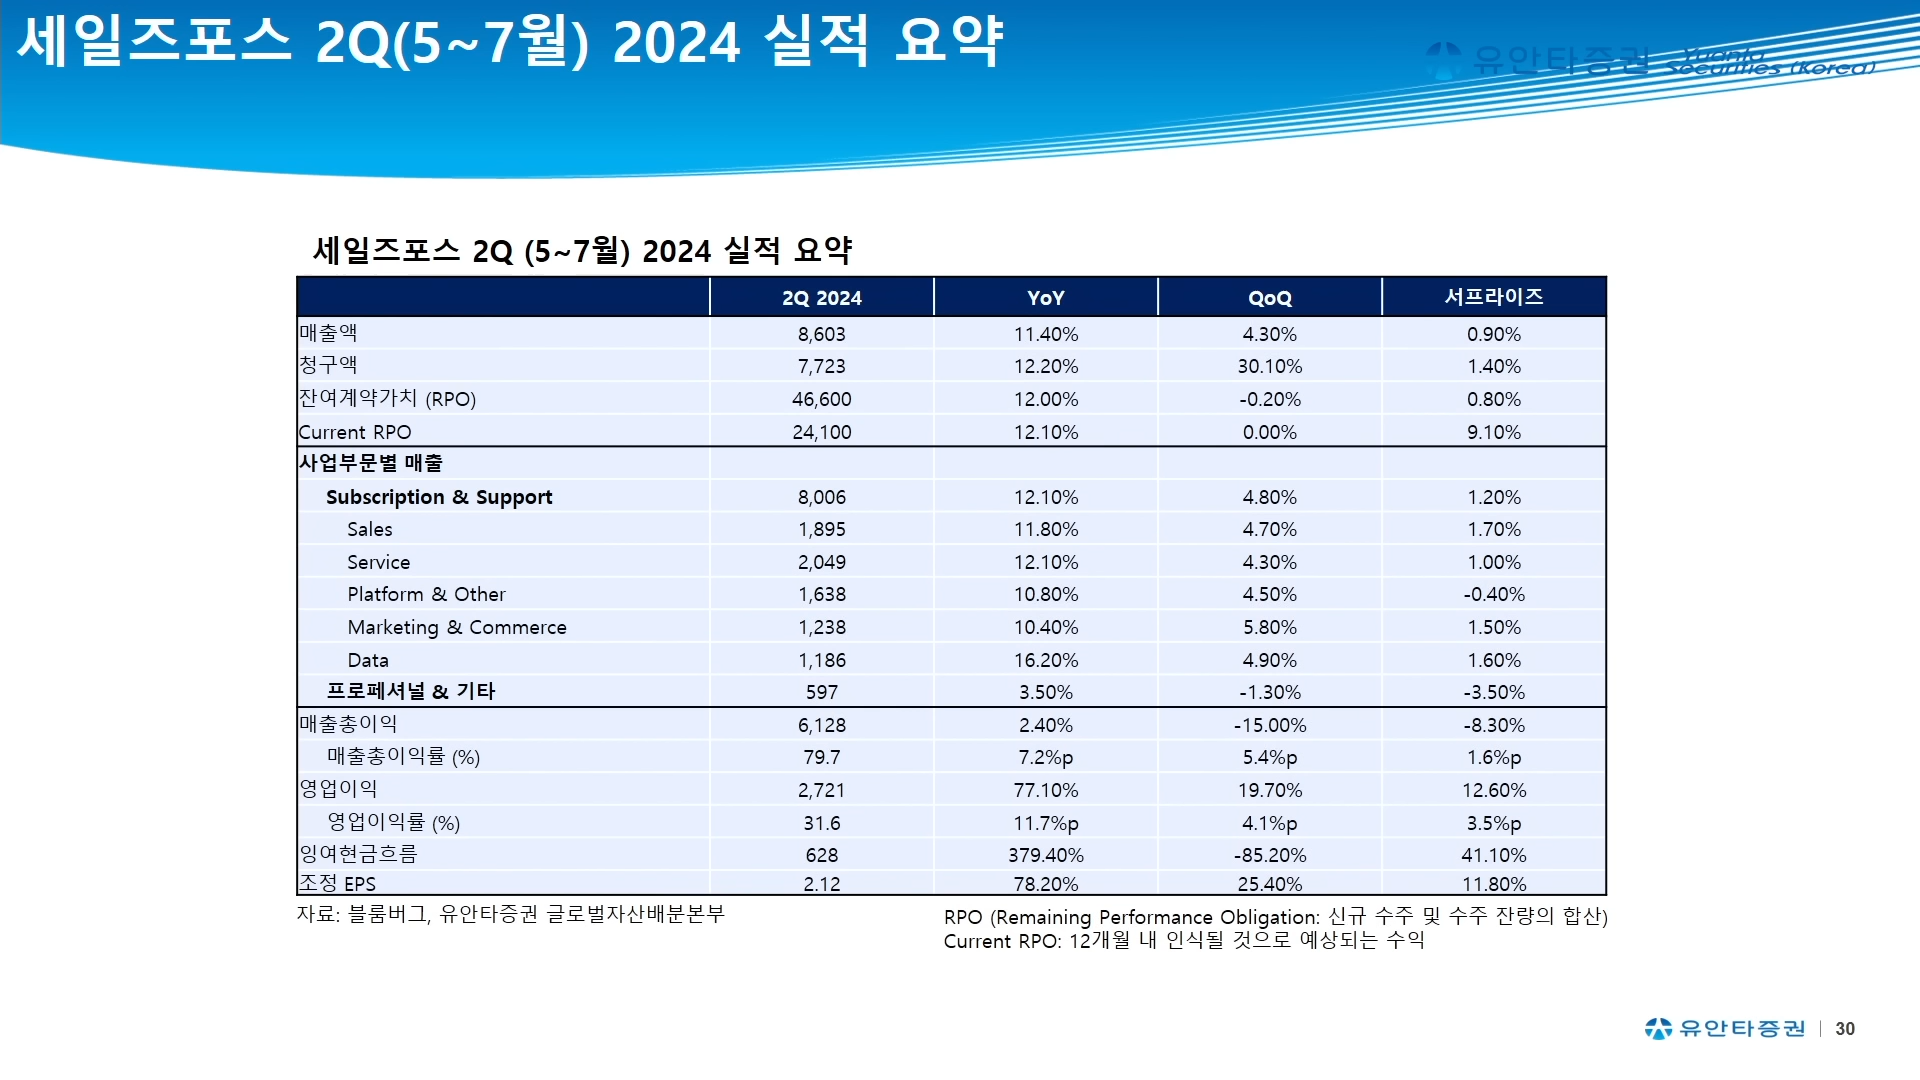 세일즈포스 2Q(5~7월) 2024 실적 요약
유안타증권 Yuanta Securities (Korea)
세일즈포스 2Q (5~7월) 2024 실적 요약
2Q 2024 YoY QoQ 서프라이즈
매출액 8,603 11.40% 4.30% 0.90%
청구액 7,723 12.20% 30.10% 1.40%
잔여계약가치 (RPO) 46,600 12.00% -0.20% 0.80%
Current RPO 24,100 12.10% 0.00% 9.10%
사업부문별 매출
Subscription & Support 8,006 12.10% 4.80% 1.20%
Sales 1,895 11.80% 4.70% 1.70%
Service 2,049 12.10% 4.30% 1.00%
Platform & Other 1,638 10.80% 4.50% -0.40%
Marketing & Commerce 1,238 10.40% 5.80% 1.50%
Data 1,186 16.20% 4.90% 1.60%
프로페셔널 & 기타 597 3.50% -1.30% -3.50%
매출총이익 6,128 2.40% -15.00% -8.30%
매출총이익률 (%) 79.7 7.2%p 5.4%p 1.6%p
영업이익 2,721 77.10% 19.70% 12.60%
영업이익률 (%) 31.6 11.7%p 4.1%p 3.5%p
잉여현금흐름 628 379.40% -85.20% 41.10%
조정 EPS 2.12 78.20% 25.40% 11.80%
자료: 블룸버그, 유안타증권 글로벌자산배분본부
RPO (Remaining Performance Obligation: 신규 수주 및 수주 잔량의 합산)
Current RPO: 12개월 내 인식될 것으로 예상되는 수익
유안타증권 | 30